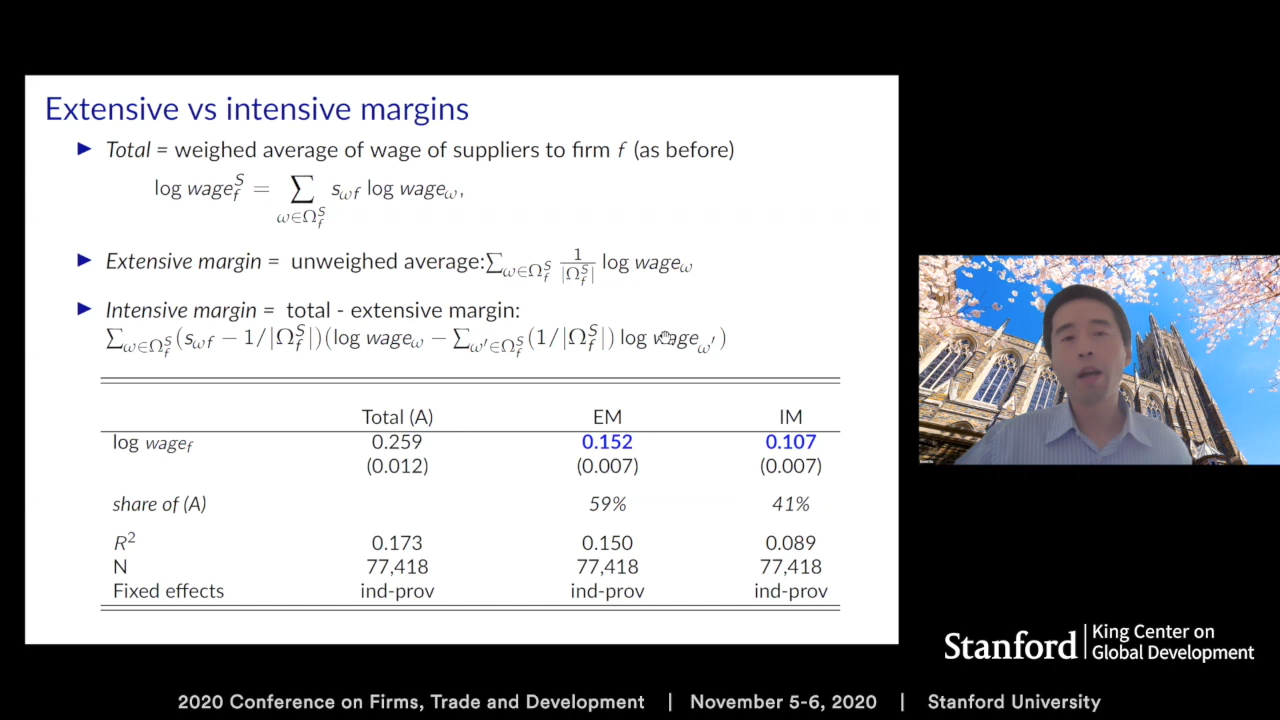 Extensive vs intensive margins
▶ Total = weighed average of wage of suppliers to firm f (as before)
log wage_f^S = ∑_{ω∈Ω_f^S} s_{ωf} log wage_ω,
▶ Extensive margin = unweighed average:∑_{ω∈Ω_f^S} \frac{1}{|Ω_f^S|} log wage_ω
▶ Intensive margin = total - extensive margin:
∑_{ω∈Ω_f^S}(s_{ωf} − 1/|Ω_f^S|)(log wage_ω − ∑_{ω′∈Ω_f^S}(1/|Ω_f^S|) log wage_{ω′})
Total (A) EM IM
log wage_f 0.259 0.152 0.107
(0.012) (0.007) (0.007)
share of (A) 59% 41%
R² 0.173 0.150 0.089
N 77,418 77,418 77,418
Fixed effects ind-prov ind-prov ind-prov
Stanford | King Center on
Global Development
2020 Conference on Firms, Trade and Development | November 5-6, 2020 | Stanford University